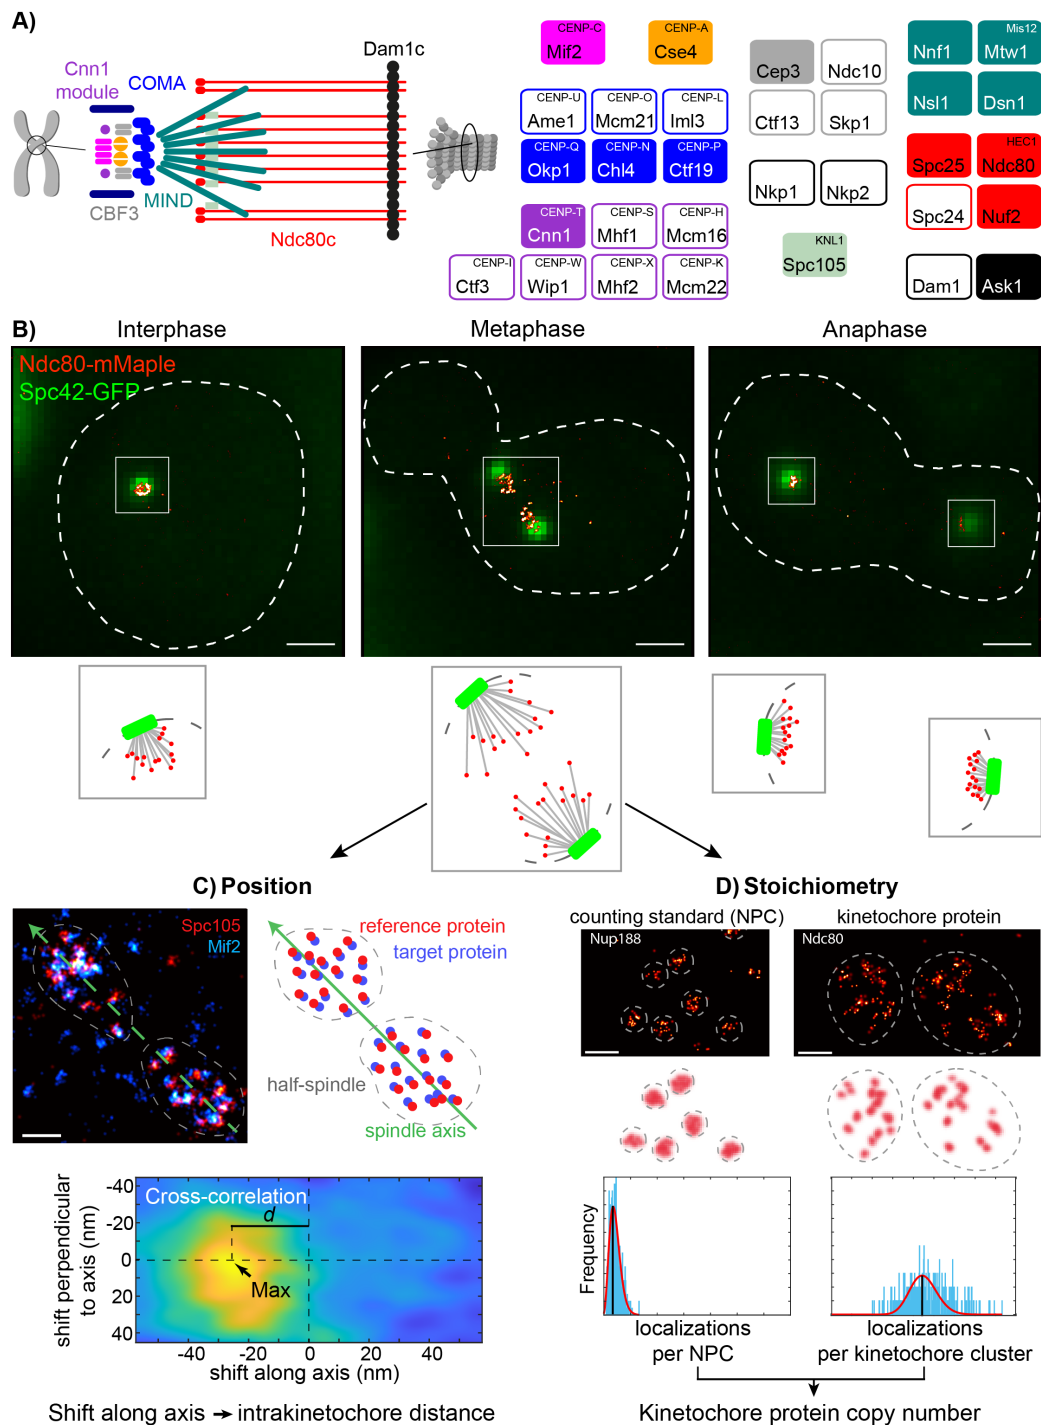 A)
Cnn1
module
COMA
Dam1c
CBF3
MIND
Ndc80c
CENP-C
Mif2
CENP-A
Cse4
CENP-U
Ame1
CENP-O
Mcm21
CENP-L
Iml3
CENP-Q
Okp1
CENP-N
Chl4
CENP-P
Ctf19
CENP-T
Cnn1
CENP-S
Mhf1
CENP-H
Mcm16
CENP-I
Ctf3
CENP-W
Wip1
CENP-X
Mhf2
CENP-K
Mcm22
Cep3
Ndc10
Ctf13
Skp1
Nkp1
Nkp2
KNL1
Spc105
Nnf1
Mis12
Mtw1
Nsl1
Dsn1
Spc25
HEC1
Ndc80
Spc24
Nuf2
Dam1
Ask1
B)
Interphase
Metaphase
Anaphase
Ndc80-mMaple
Spc42-GFP
C) Position
Spc105
Mif2
reference protein
target protein
half-spindle
spindle axis
Cross-correlation
d
Max
shift perpendicular
to axis (nm)
-40
-20
0
20
40
-40
-20
0
20
40
shift along axis (nm)
Shift along axis → intrakinetochore distance
D) Stoichiometry
counting standard (NPC)
kinetochore protein
Nup188
Ndc80
Frequency
localizations
per NPC
localizations
per kinetochore cluster
Kinetochore protein copy number